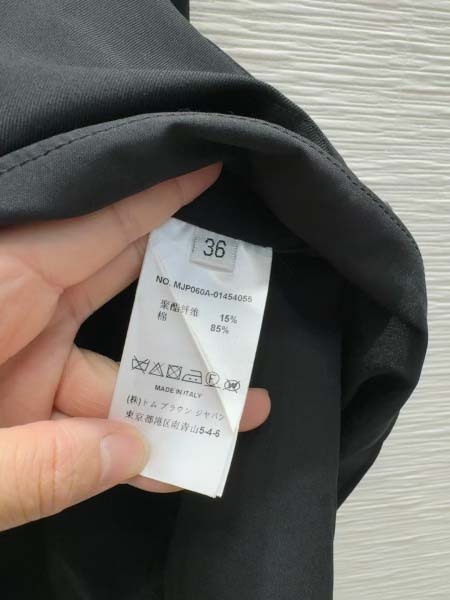 36
NO. MJP060A-01454055
聚酯纤维 15%
棉 85%
MADE IN ITALY
(株)トム ブラウン ジャパン
東京都港区南青山5-4-6